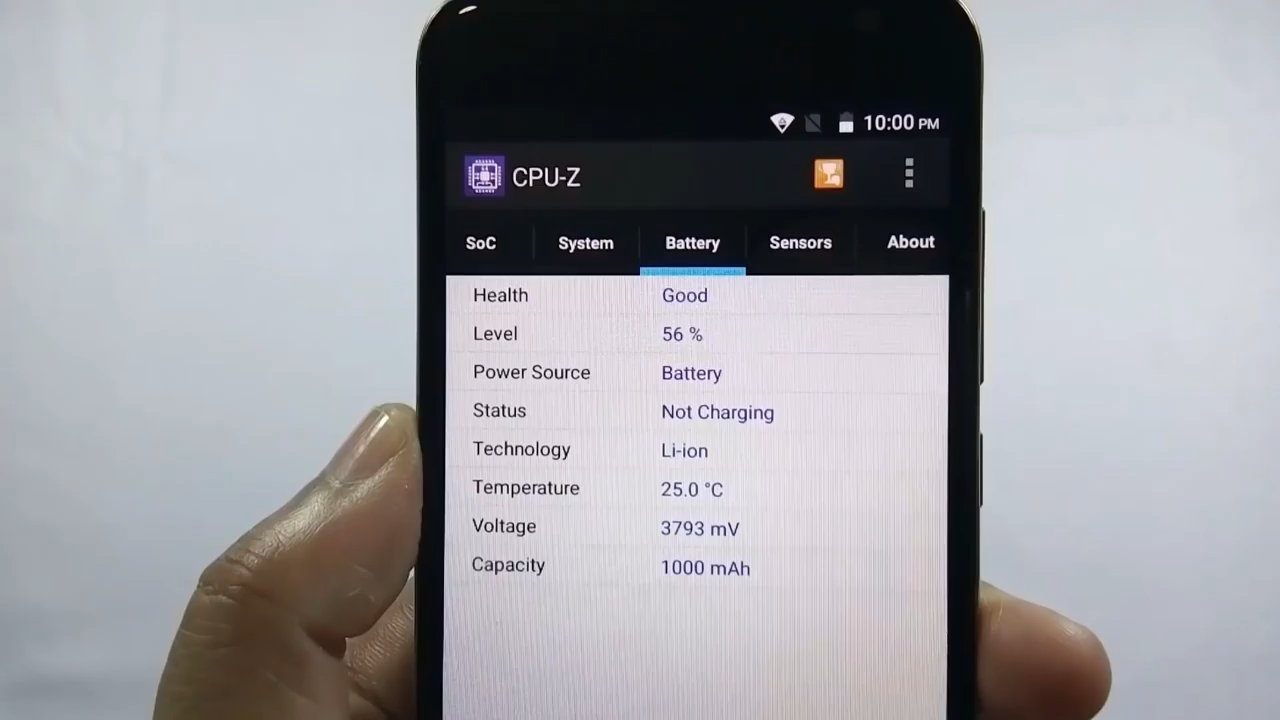 10:00 PM
CPU-Z
SoC System Battery Sensors About
Health Good
Level 56 %
Power Source Battery
Status Not Charging
Technology Li-ion
Temperature 25.0 °C
Voltage 3793 mV
Capacity 1000 mAh